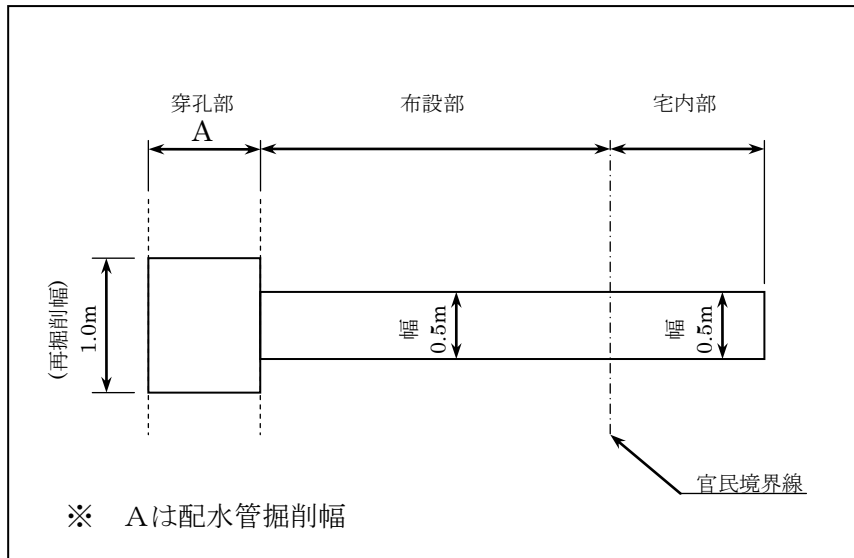 穿孔部
布設部
宅内部
A
(再掘削幅)
1.0m
幅
0.5m
幅
0.5m
官民境界線
※　Aは配水管掘削幅